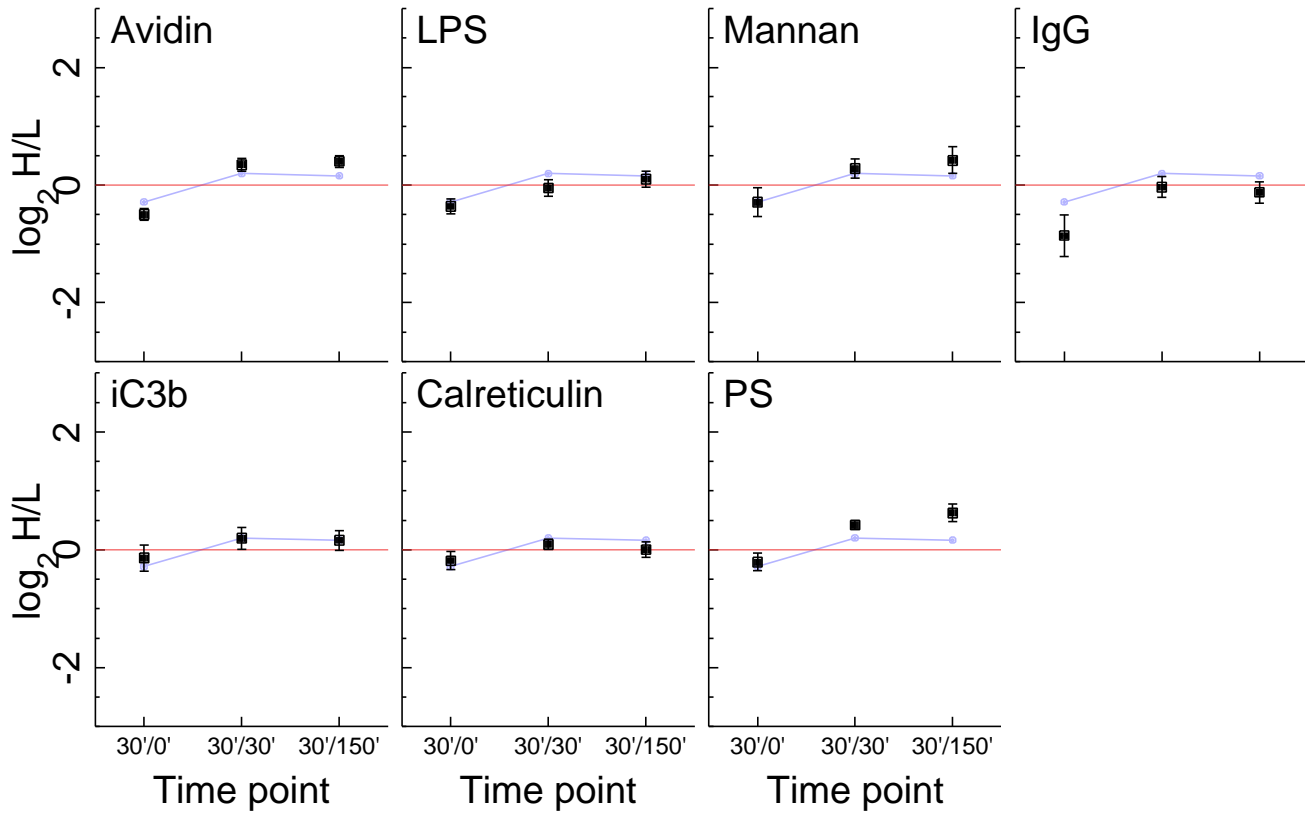 Avidin
LPS
Mannan
IgG
log2 H/L
2
0
-2
iC3b
Calreticulin
PS
log2 H/L
2
0
-2
30'/0' 30'/30' 30'/150'
30'/0' 30'/30' 30'/150'
30'/0' 30'/30' 30'/150'
Time point
Time point
Time point